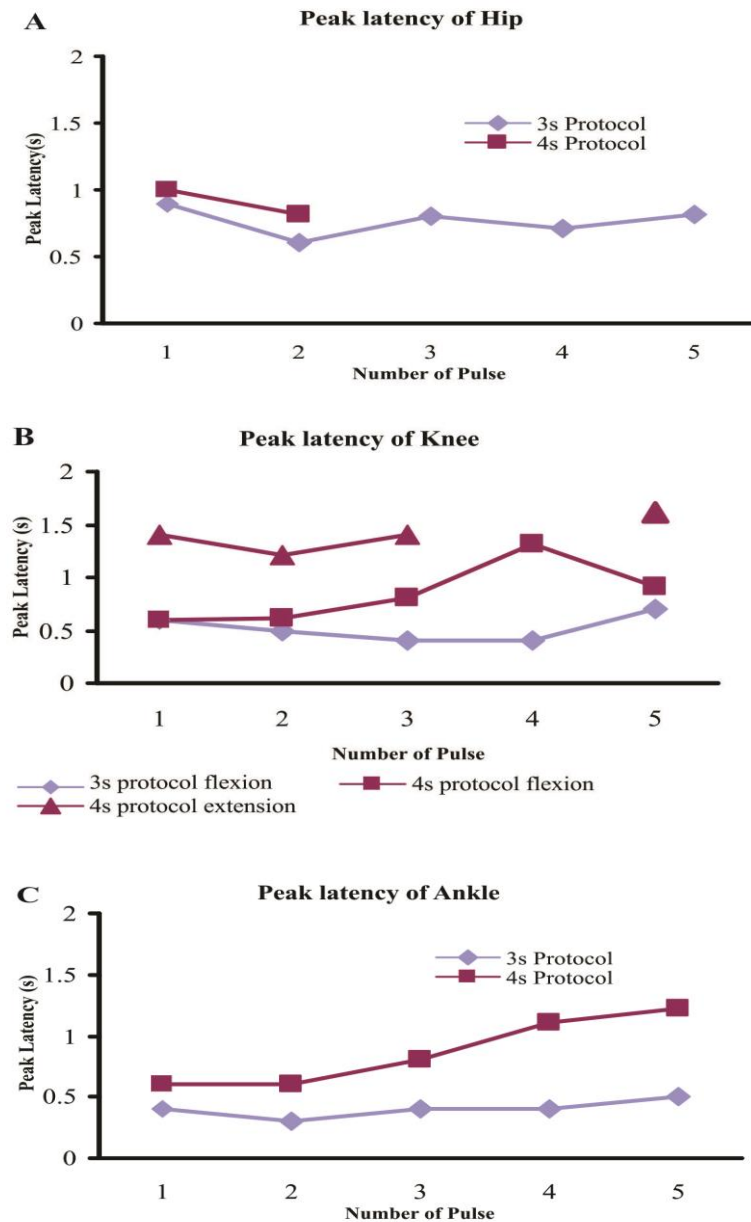 A
Peak latency of Hip
2
1.5
1
0.5
0
Peak Latency(s)
3s Protocol
4s Protocol
1 2 3 4 5
Number of Pulse
B
Peak latency of Knee
2
1.5
1
0.5
0
Peak Latency (s)
1 2 3 4 5
Number of Pulse
3s protocol flexion 4s protocol flexion
4s protocol extension
C
Peak latency of Ankle
2
1.5
1
0.5
0
Peak Latency (s)
3s Protocol
4s Protocol
1 2 3 4 5
Number of Pulse